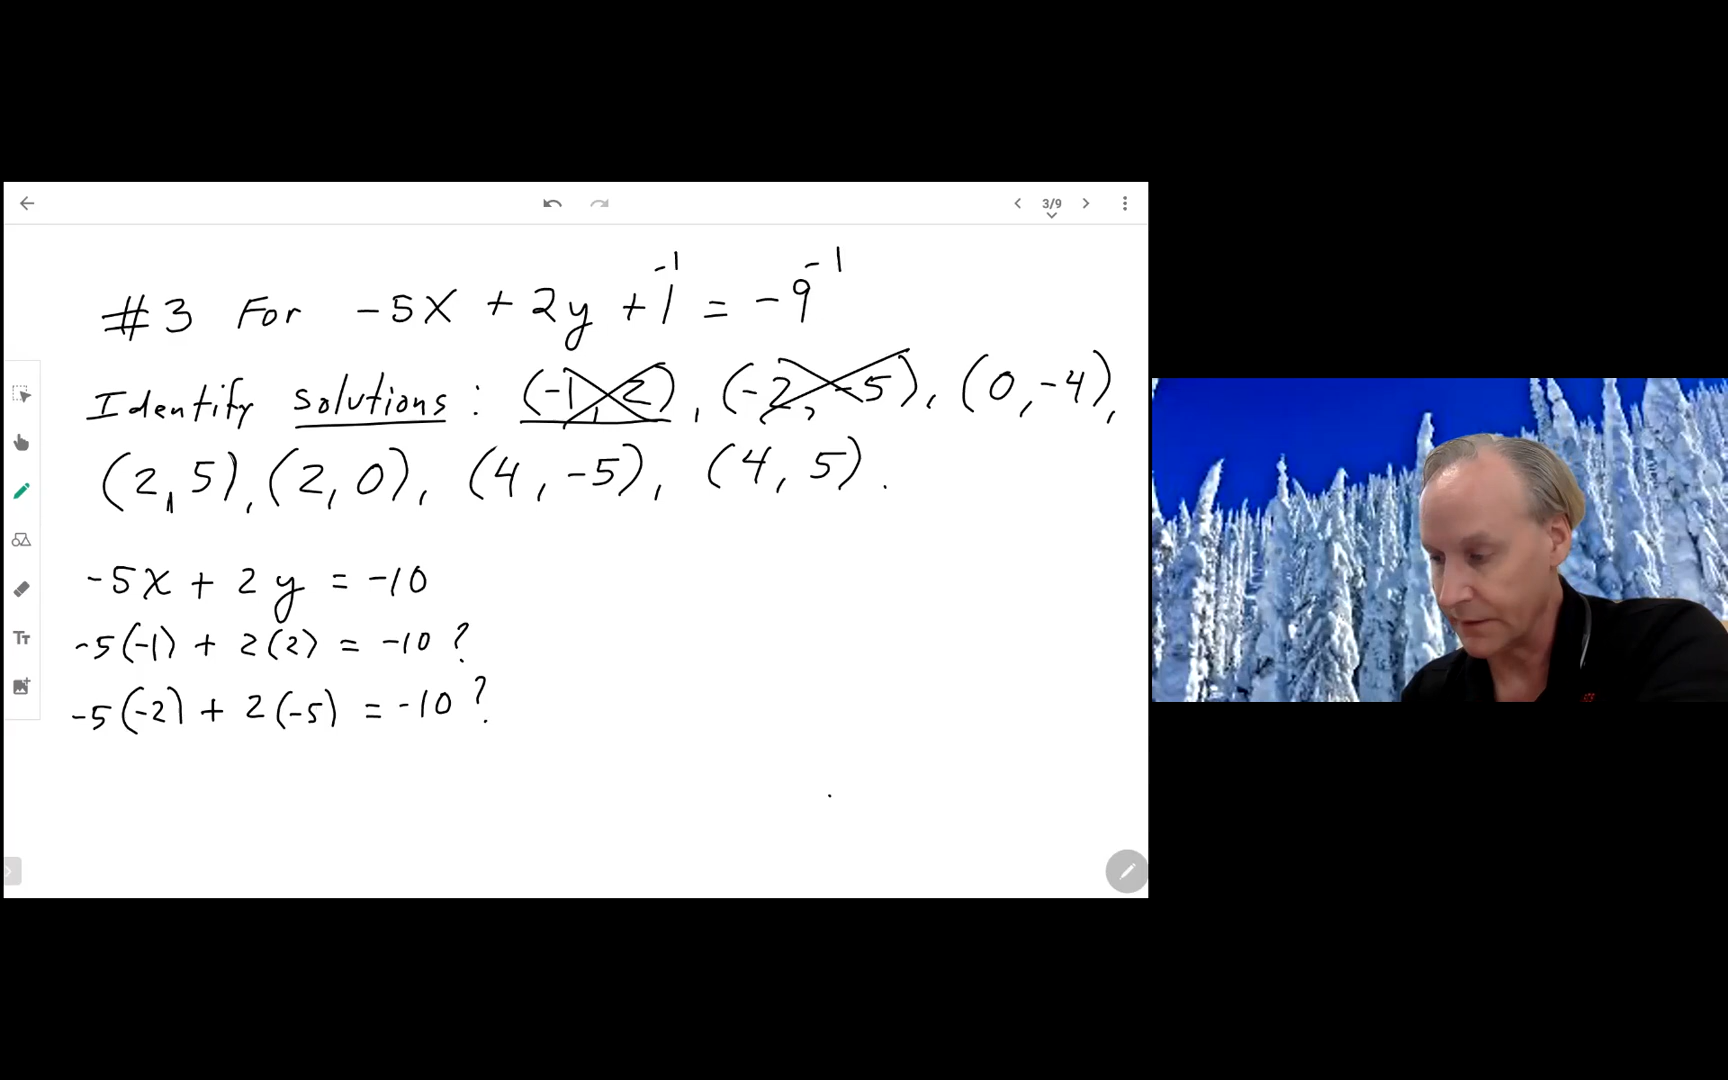 3/9
#3 For -5x + 2y + 1 -1 = -9 -1
Identify solutions: (-1, 2), (-2, -5), (0, -4),
(2, 5), (2, 0), (4, -5), (4, 5).
-5x + 2y = -10
-5(-1) + 2(2) = -10 ?
-5(-2) + 2(-5) = -10 ?
Tт